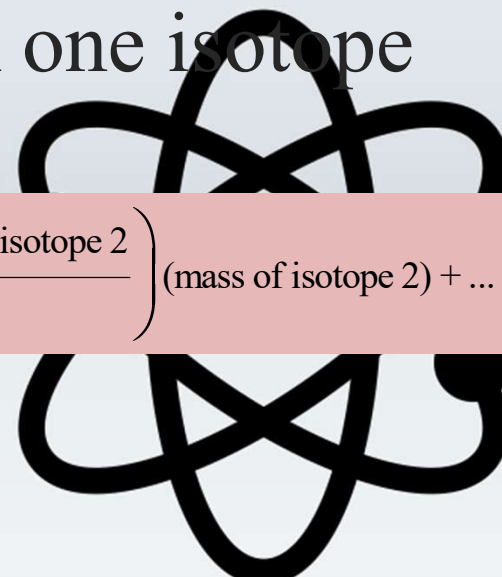 one isotope
isotope 2
(mass of isotope 2) + ...